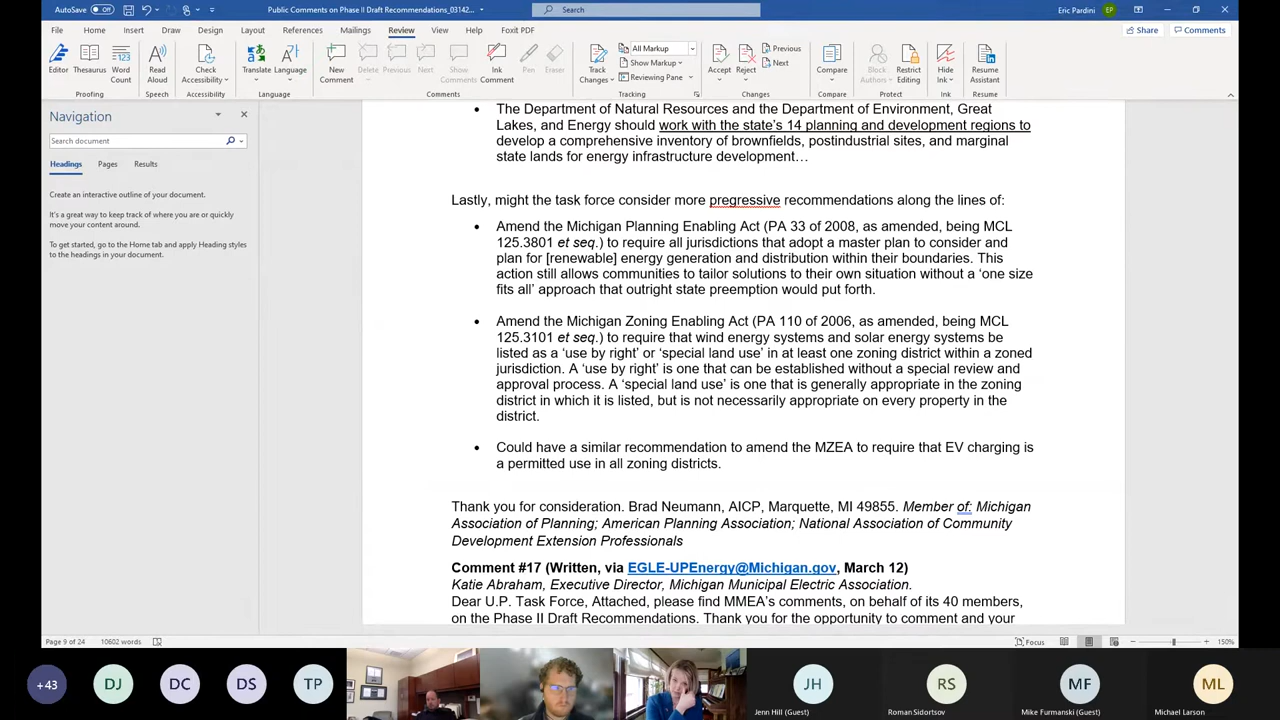 AutoSave Off Public Comments on Phase II Draft Recommendations_03142... Search Eric Pardini EP
File Home Insert Draw Design Layout References Mailings Review View Help Foxit PDF Share Comments
Editor Thesaurus Word Count Read Aloud Check Accessibility Translate Language New Comment Delete Previous Next Show Comments Ink Comment Pen Eraser Track Changes All Markup Show Markup Reviewing Pane Accept Reject Previous Next Compare Block Authors Restrict Editing Hide Ink Resume Assistant
Proofing Speech Accessibility Language Comments Tracking Changes Compare Protect Ink Resume
Navigation
Search document
Headings Pages Results
Create an interactive outline of your document.
It's a great way to keep track of where you are or quickly
move your content around.
To get started, go to the Home tab and apply Heading styles
to the headings in your document.
• The Department of Natural Resources and the Department of Environment, Great
Lakes, and Energy should work with the state's 14 planning and development regions to
develop a comprehensive inventory of brownfields, postindustrial sites, and marginal
state lands for energy infrastructure development…
Lastly, might the task force consider more pregressive recommendations along the lines of:
• Amend the Michigan Planning Enabling Act (PA 33 of 2008, as amended, being MCL
125.3801 et seq.) to require all jurisdictions that adopt a master plan to consider and
plan for [renewable] energy generation and distribution within their boundaries. This
action still allows communities to tailor solutions to their own situation without a 'one size
fits all' approach that outright state preemption would put forth.
• Amend the Michigan Zoning Enabling Act (PA 110 of 2006, as amended, being MCL
125.3101 et seq.) to require that wind energy systems and solar energy systems be
listed as a 'use by right' or 'special land use' in at least one zoning district within a zoned
jurisdiction. A 'use by right' is one that can be established without a special review and
approval process. A 'special land use' is one that is generally appropriate in the zoning
district in which it is listed, but is not necessarily appropriate on every property in the
district.
• Could have a similar recommendation to amend the MZEA to require that EV charging is
a permitted use in all zoning districts.
Thank you for consideration. Brad Neumann, AICP, Marquette, MI 49855. Member of: Michigan
Association of Planning; American Planning Association; National Association of Community
Development Extension Professionals
Comment #17 (Written, via EGLE-UPEnergy@Michigan.gov, March 12)
Katie Abraham, Executive Director, Michigan Municipal Electric Association.
Dear U.P. Task Force, Attached, please find MMEA's comments, on behalf of its 40 members,
on the Phase II Draft Recommendations. Thank you for the opportunity to comment and your
Page 9 of 24 10602 words Focus 150%
+43 DJ DC DS TP JH RS MF ML
Jenn Hill (Guest) Roman Sidortsov Mike Furmanski (Guest) Michael Larson